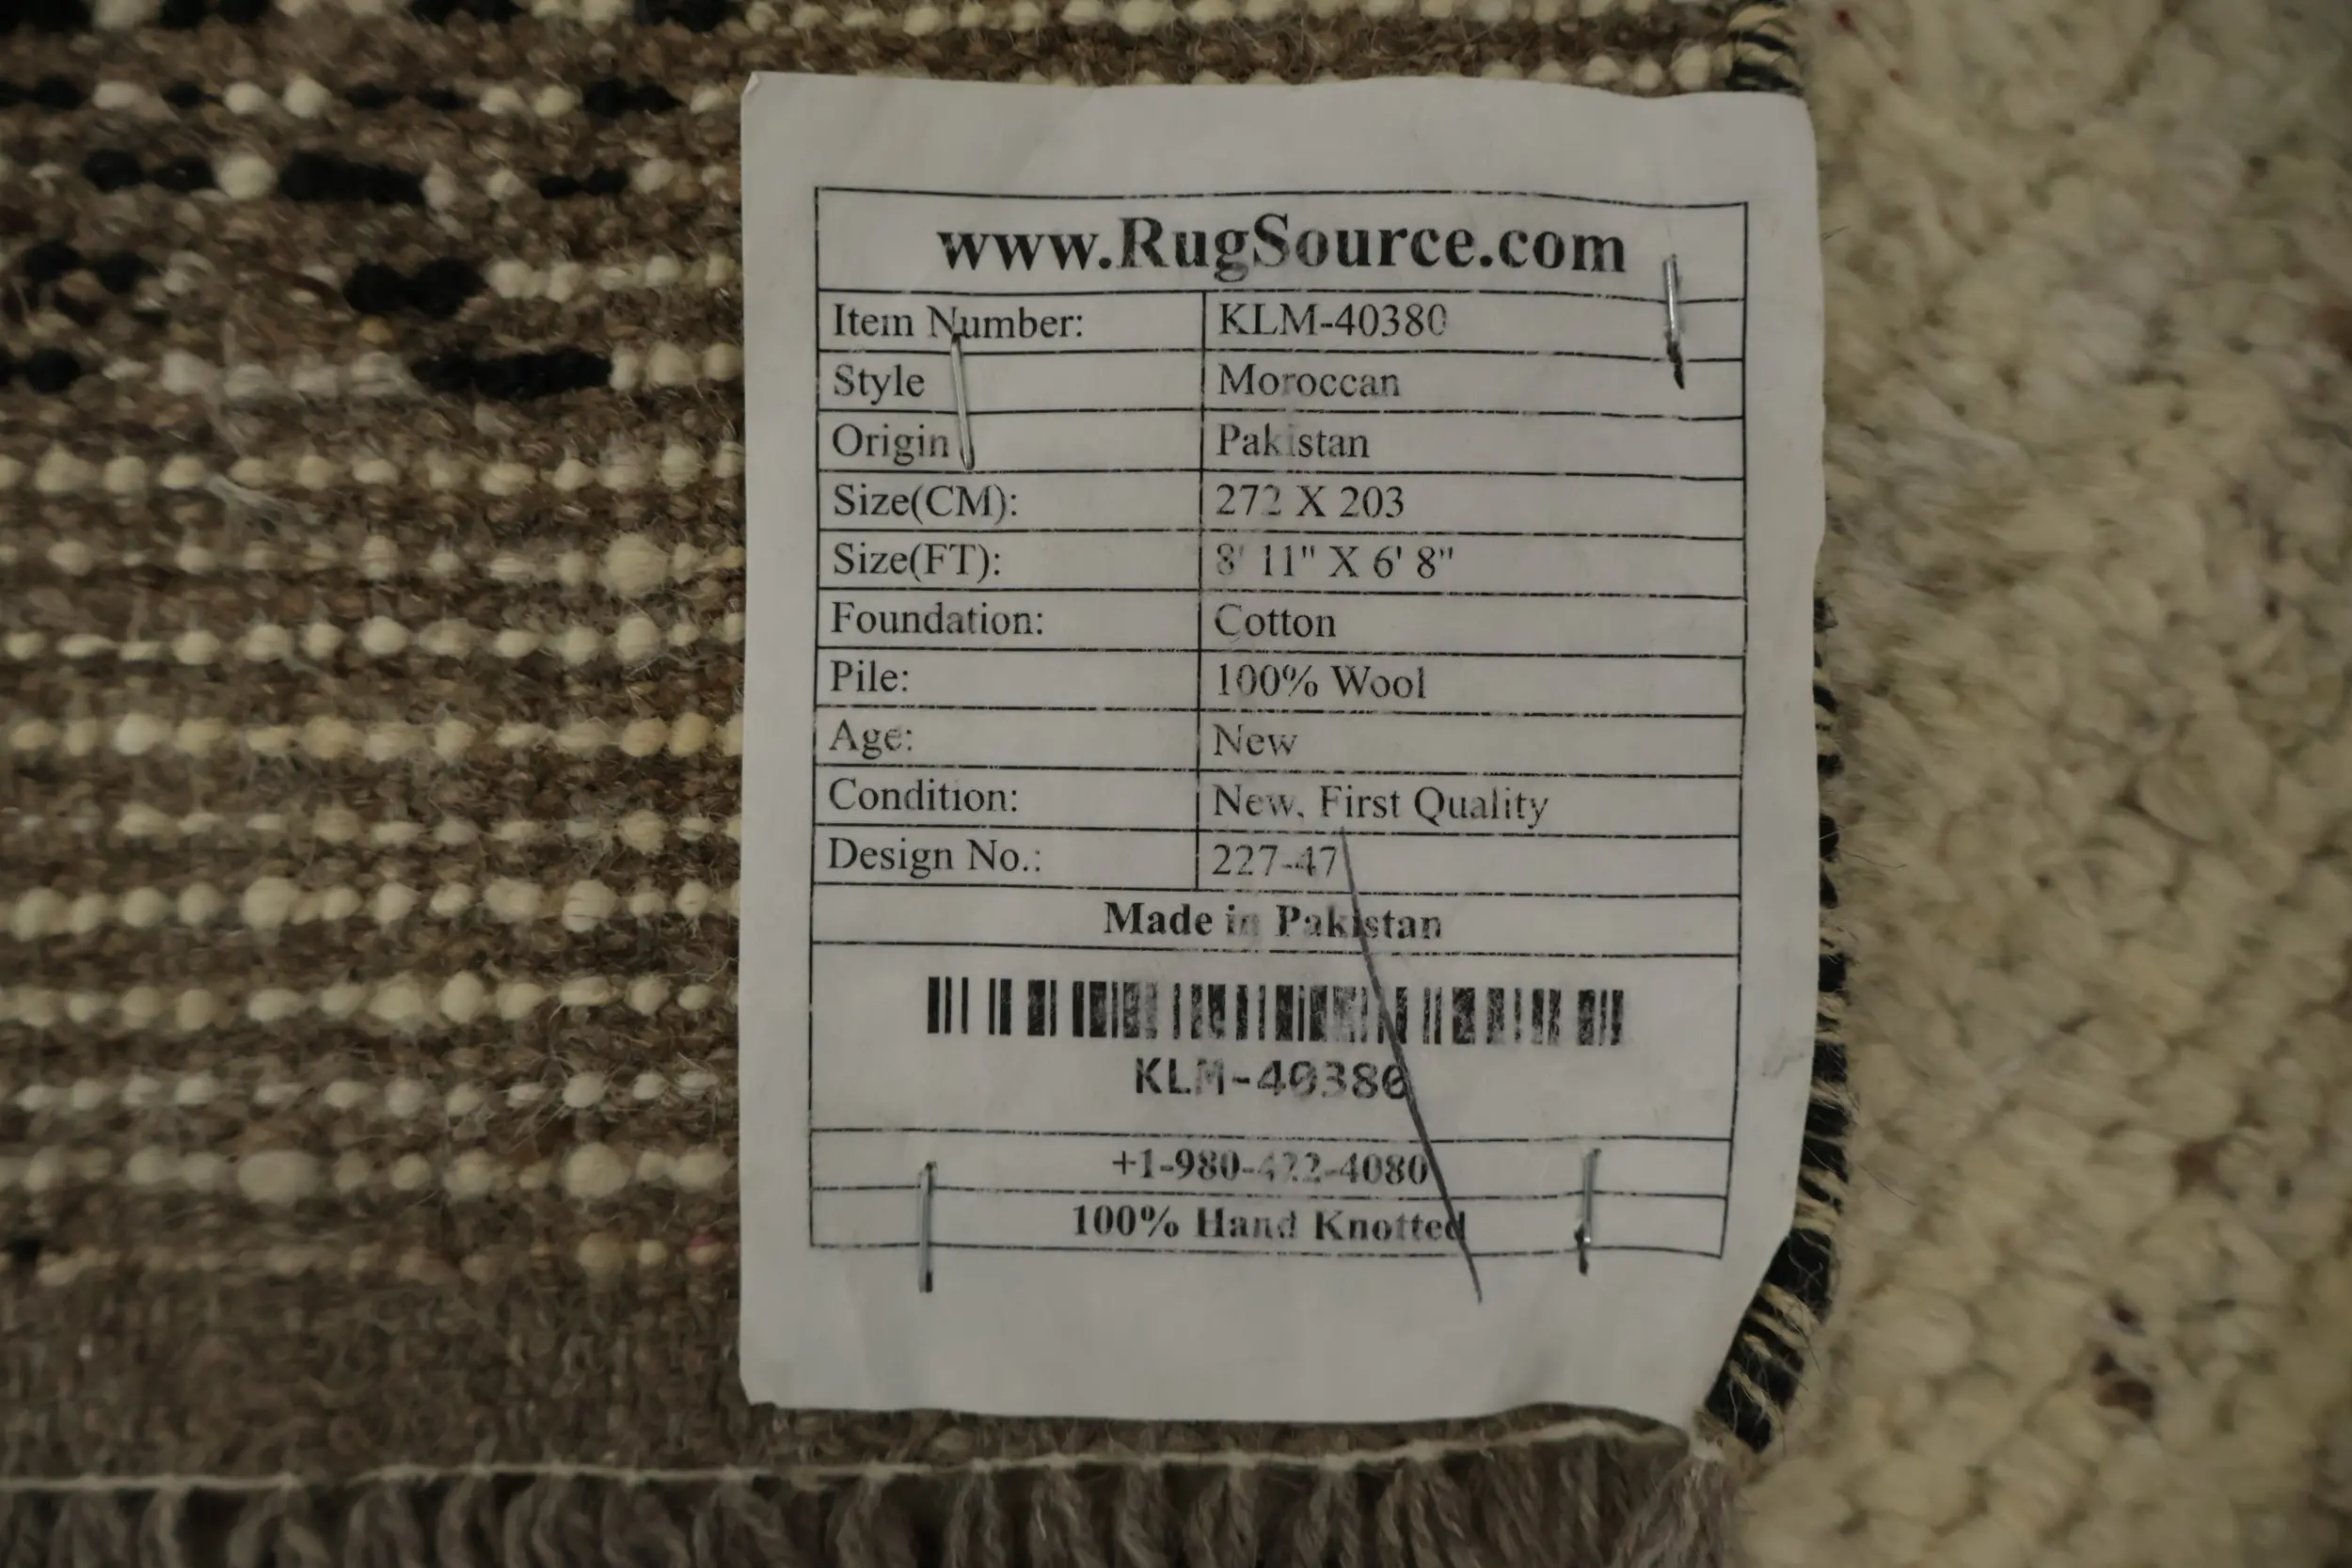 www.RugSource.com
Item Number: KLM-40380
Style Moroccan
Origin Pakistan
Size(CM): 272 X 203
Size(FT): 8' 11" X 6' 8"
Foundation: Cotton
Pile: 100% Wool
Age: New
Condition: New, First Quality
Design No.: 227-47
Made in Pakistan
KLM-40380
+1-980-422-4080
100% Hand Knotted